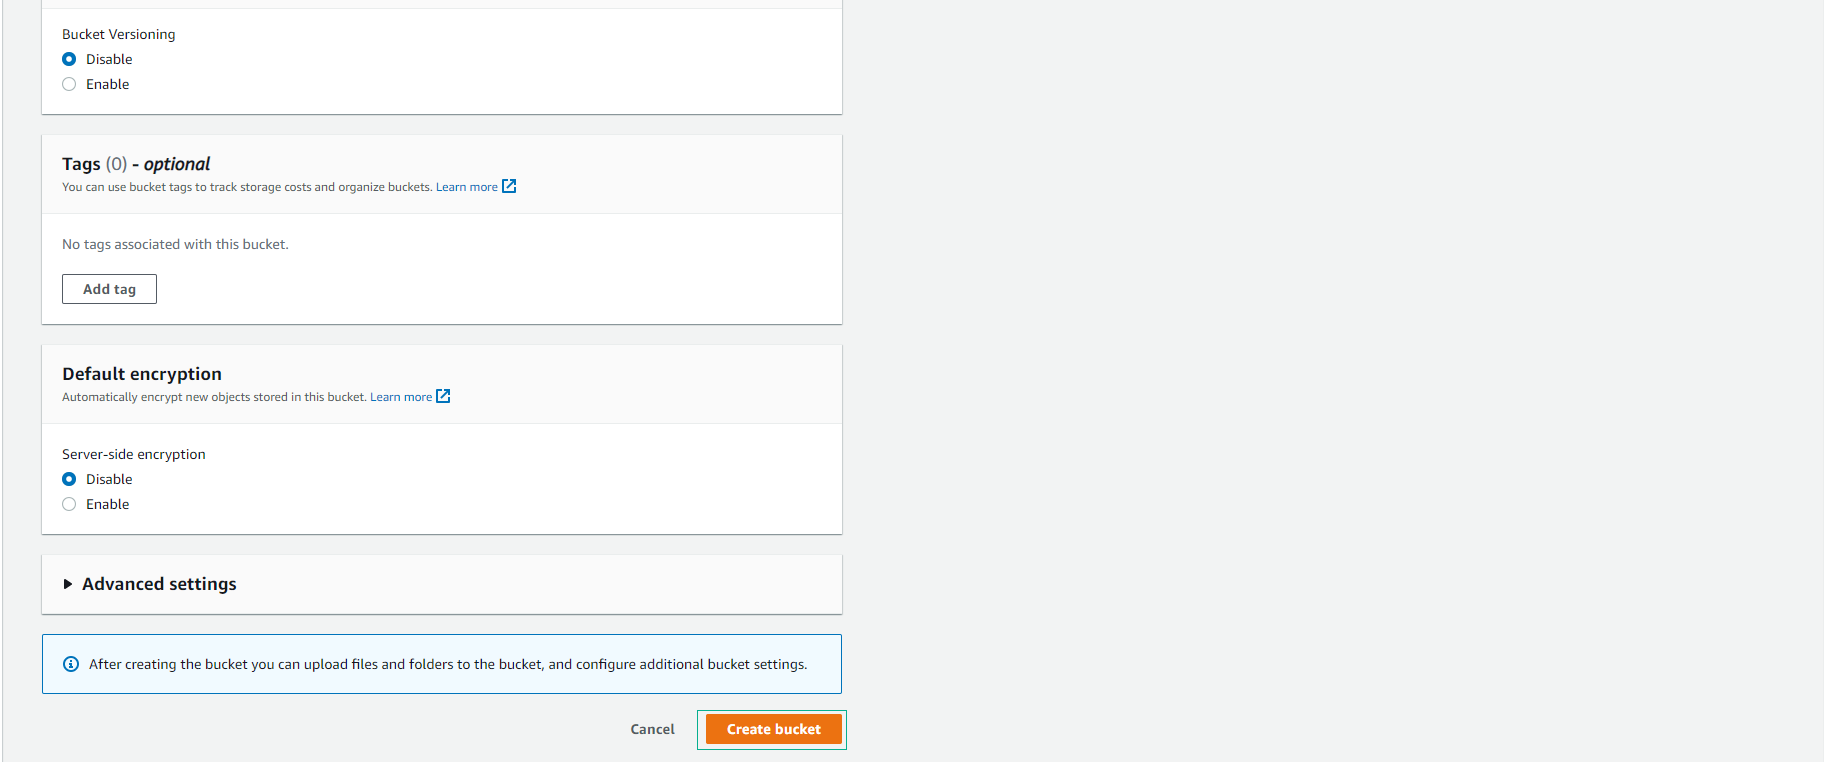 Bucket Versioning
Disable
Enable
Tags (0) - optional
You can use bucket tags to track storage costs and organize buckets. Learn more
No tags associated with this bucket.
Add tag
Default encryption
Automatically encrypt new objects stored in this bucket. Learn more
Server-side encryption
Disable
Enable
Advanced settings
After creating the bucket you can upload files and folders to the bucket, and configure additional bucket settings.
Cancel Create bucket